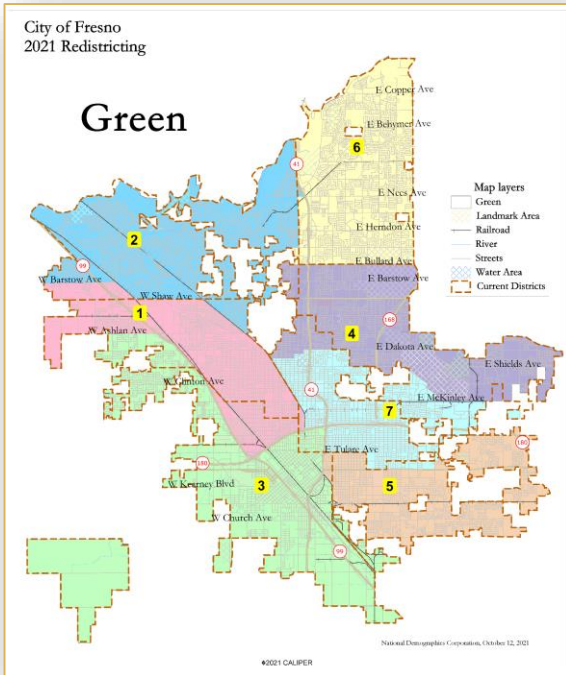 City of Fresno
2021 Redistricting
Green
E Copper Ave
E Behymer Ave
6
41
E Nees Ave
Map layers
Green
Landmark Area
Railroad
River
Streets
Water Area
Current Districts
E Herndon Ave
2
E Bullard Ave
99
W Barstow Ave
E Barstow Ave
W Shaw Ave
1
168
W Ashlan Ave
4
E Dakota Ave
E Shields Ave
W Clinton Ave
41
E McKinley Ave
7
180
E Tulare Ave
180
W Kearney Blvd
3
5
W Church Ave
99
National Demographics Corporation, October 12, 2021
©2021 CALIPER